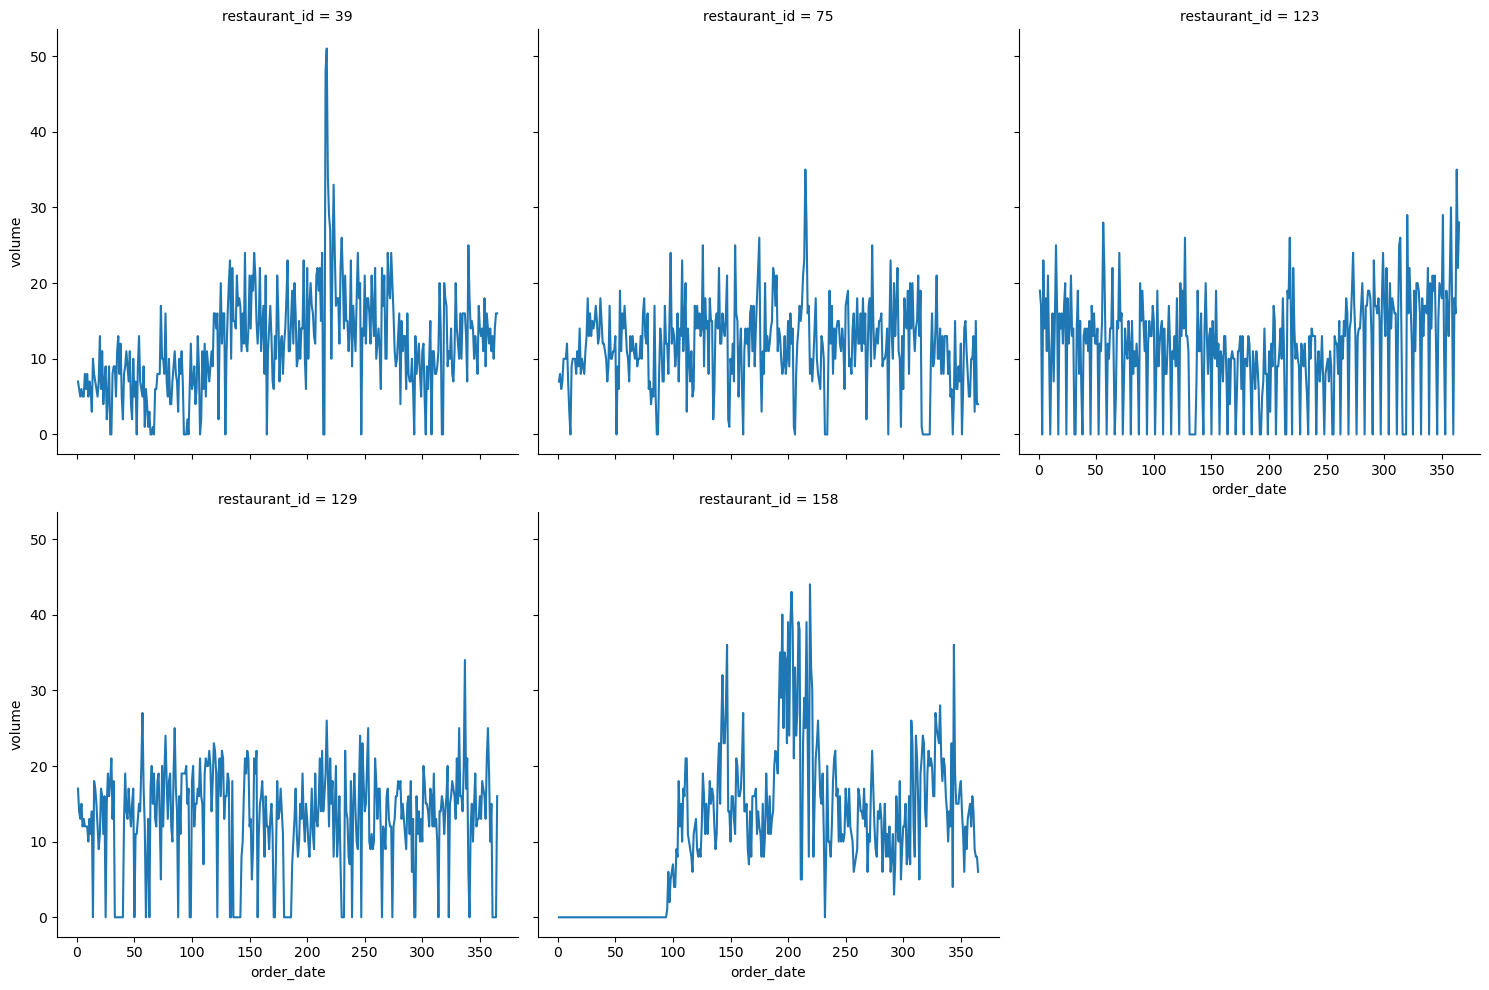 restaurant_id = 39
restaurant_id = 75
restaurant_id = 123
volume
50
40
30
20
10
0
0 50 100 150 200 250 300 350
order_date
restaurant_id = 129
restaurant_id = 158
volume
50
40
30
20
10
0
0 50 100 150 200 250 300 350
order_date
0 50 100 150 200 250 300 350
order_date